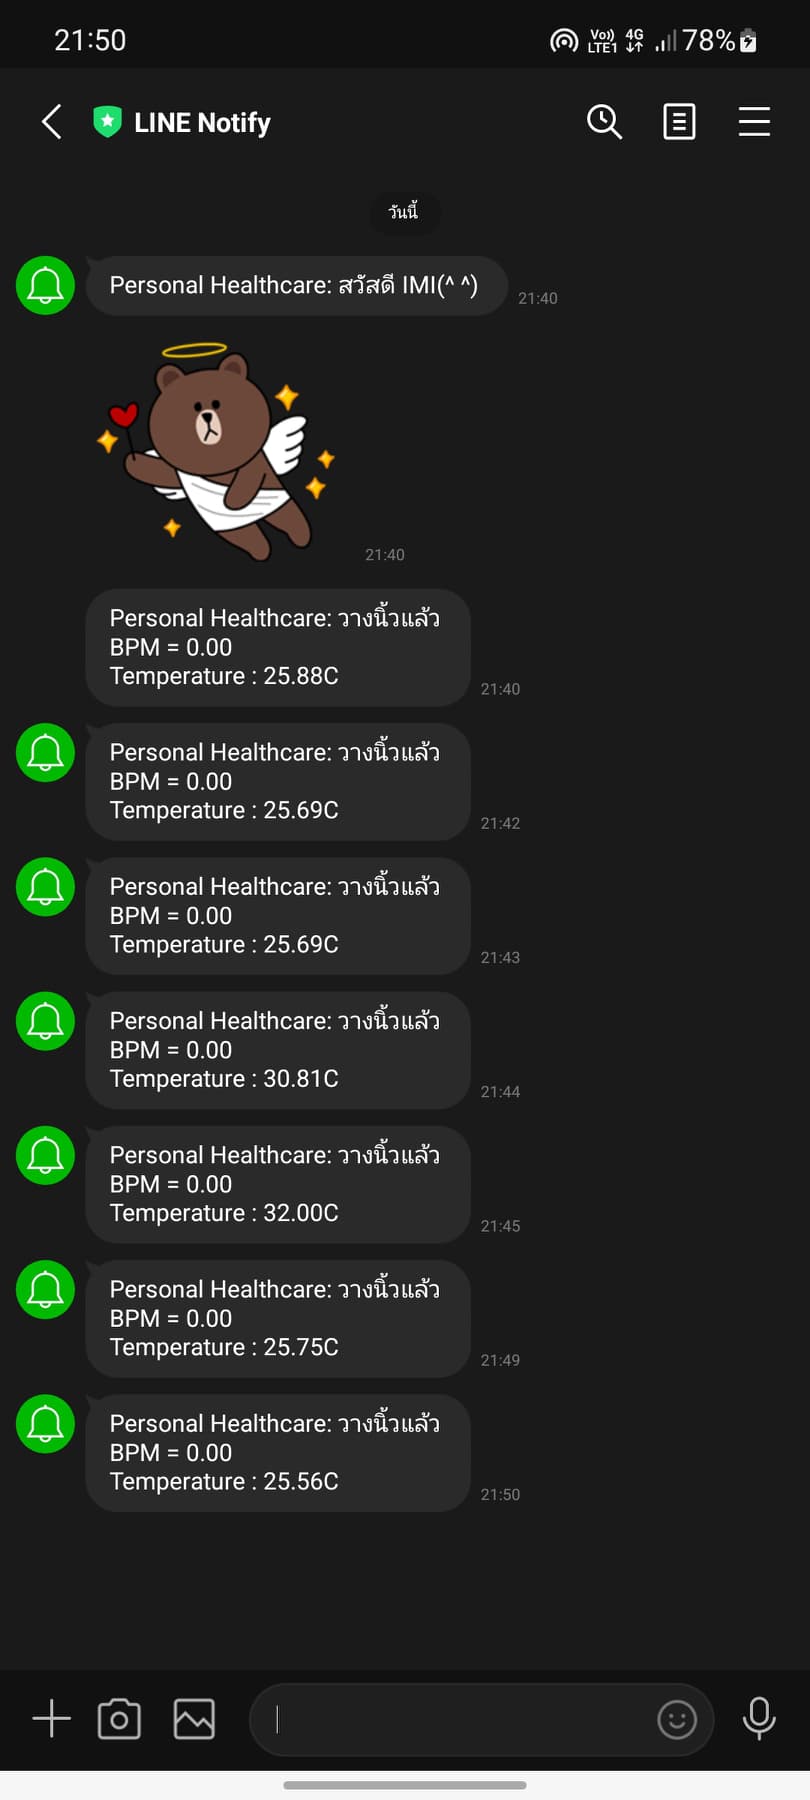 21:50
Vo)) LTE1 4G 78%
LINE Notify
วันนี้
Personal Healthcare: สวัสดี IMI(^ ^)
21:40
21:40
Personal Healthcare: วางนิ้วแล้ว
BPM = 0.00
Temperature : 25.88C
21:40
Personal Healthcare: วางนิ้วแล้ว
BPM = 0.00
Temperature : 25.69C
21:42
Personal Healthcare: วางนิ้วแล้ว
BPM = 0.00
Temperature : 25.69C
21:43
Personal Healthcare: วางนิ้วแล้ว
BPM = 0.00
Temperature : 30.81C
21:44
Personal Healthcare: วางนิ้วแล้ว
BPM = 0.00
Temperature : 32.00C
21:45
Personal Healthcare: วางนิ้วแล้ว
BPM = 0.00
Temperature : 25.75C
21:49
Personal Healthcare: วางนิ้วแล้ว
BPM = 0.00
Temperature : 25.56C
21:50